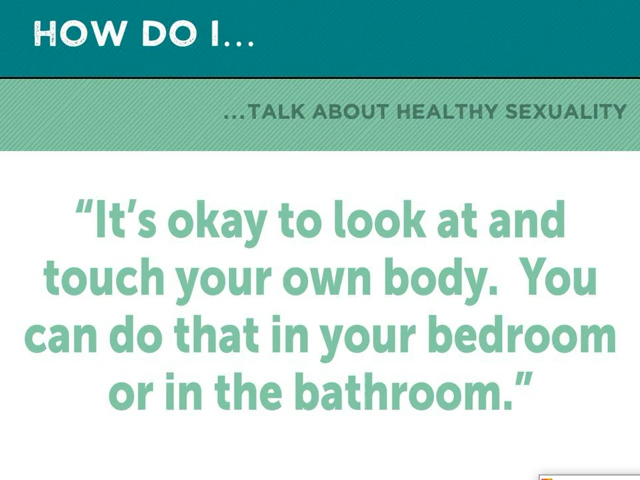 HOW DO I...
...TALK ABOUT HEALTHY SEXUALITY
“It’s okay to look at and
touch your own body.  You
can do that in your bedroom
or in the bathroom.”